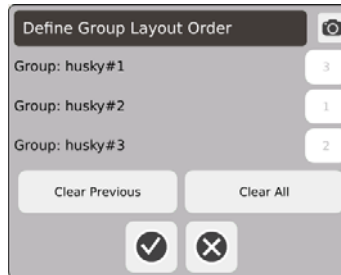 Define Group Layout Order
Group: husky#1 3
Group: husky#2 1
Group: husky#3 2
Clear Previous Clear All